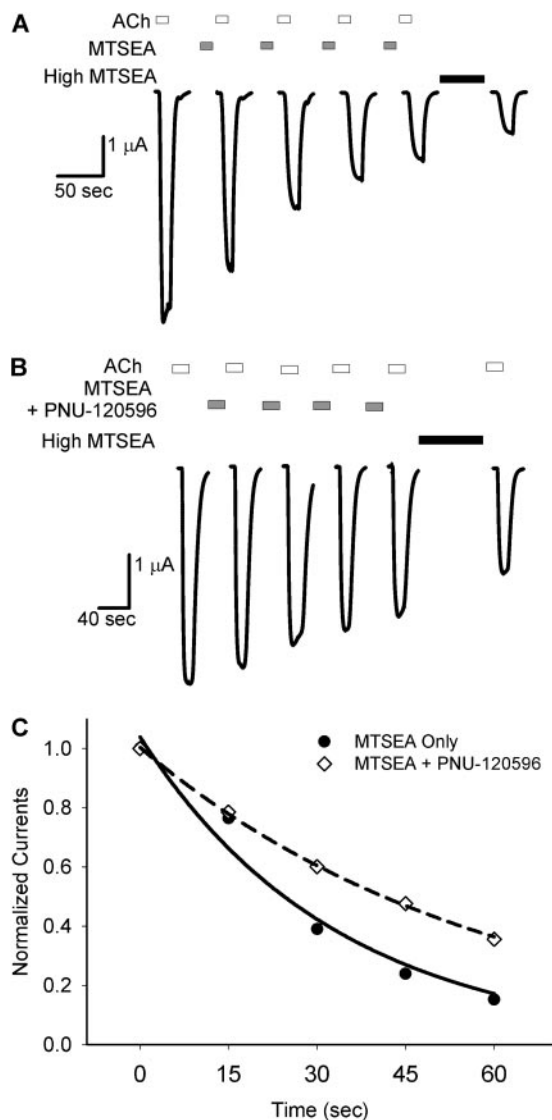 A
ACh
MTSEA
High MTSEA
1 μA
50 sec
B
ACh
MTSEA
+ PNU-120596
High MTSEA
1 μA
40 sec
C
MTSEA Only
MTSEA + PNU-120596
Normalized Currents
1.0
0.8
0.6
0.4
0.2
0.0
0 15 30 45 60
Time (sec)